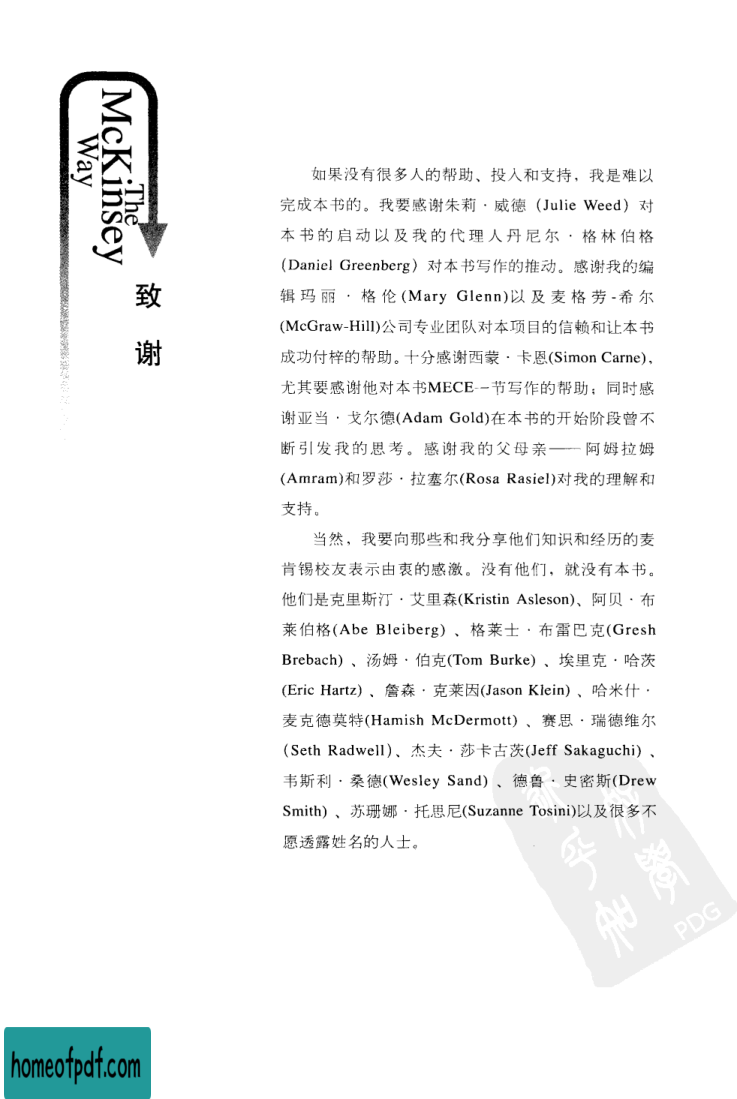 The
McKinsey
Way
致
谢
如果没有很多人的帮助、投入和支持，我是难以
完成本书的。我要感谢朱莉·威德（Julie Weed）对
本书的启动以及我的代理人丹尼尔·格林伯格
（Daniel Greenberg）对本书写作的推动。感谢我的编
辑玛丽·格伦(Mary Glenn)以及麦格劳-希尔
(McGraw-Hill)公司专业团队对本项目的信赖和让本书
成功付梓的帮助。十分感谢西蒙·卡恩(Simon Carne)，
尤其要感谢他对本书MECE一节写作的帮助；同时感
谢亚当·戈尔德(Adam Gold)在本书的开始阶段曾不
断引发我的思考。感谢我的父母亲——阿姆拉姆
(Amram)和罗莎·拉塞尔(Rosa Rasiel)对我的理解和
支持。
当然，我要向那些和我分享他们知识和经历的麦
肯锡校友表示由衷的感激。没有他们，就没有本书。
他们是克里斯汀·艾里森(Kristin Asleson)、阿贝·布
莱伯格(Abe Bleiberg)、格莱士·布雷巴克(Gresh
Brebach)、汤姆·伯克(Tom Burke)、埃里克·哈茨
(Eric Hartz)、詹森·克莱因(Jason Klein)、哈米什·
麦克德莫特(Hamish McDermott)、赛思·瑞德维尔
（Seth Radwell）、杰夫·莎卡古茨(Jeff Sakaguchi)、
韦斯利·桑德(Wesley Sand)、德鲁·史密斯(Drew
Smith)、苏珊娜·托思尼(Suzanne Tosini)以及很多不
愿透露姓名的人士。
PDG
homeofpdf.com